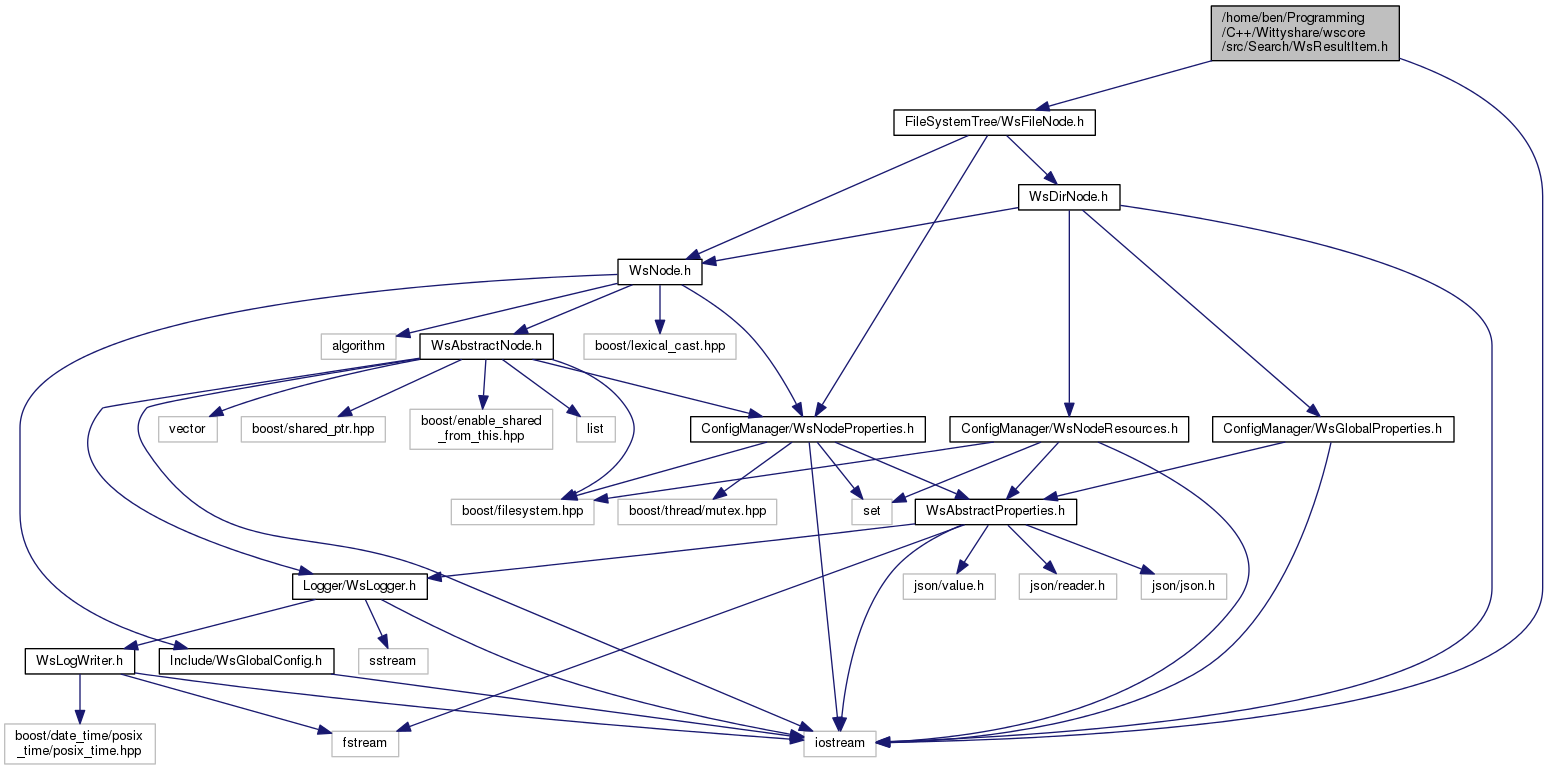 /home/ben/Programming
/C++/Wittyshare/wscore
/src/Search/WsResultItem.h
FileSystemTree/WsFileNode.h
WsDirNode.h
WsNode.h
algorithm
WsAbstractNode.h
boost/lexical_cast.hpp
vector
boost/shared_ptr.hpp
boost/enable_shared
_from_this.hpp
list
ConfigManager/WsNodeProperties.h
ConfigManager/WsNodeResources.h
ConfigManager/WsGlobalProperties.h
boost/filesystem.hpp
boost/thread/mutex.hpp
set
WsAbstractProperties.h
Logger/WsLogger.h
json/value.h
json/reader.h
json/json.h
WsLogWriter.h
Include/WsGlobalConfig.h
sstream
boost/date_time/posix
_time/posix_time.hpp
fstream
iostream